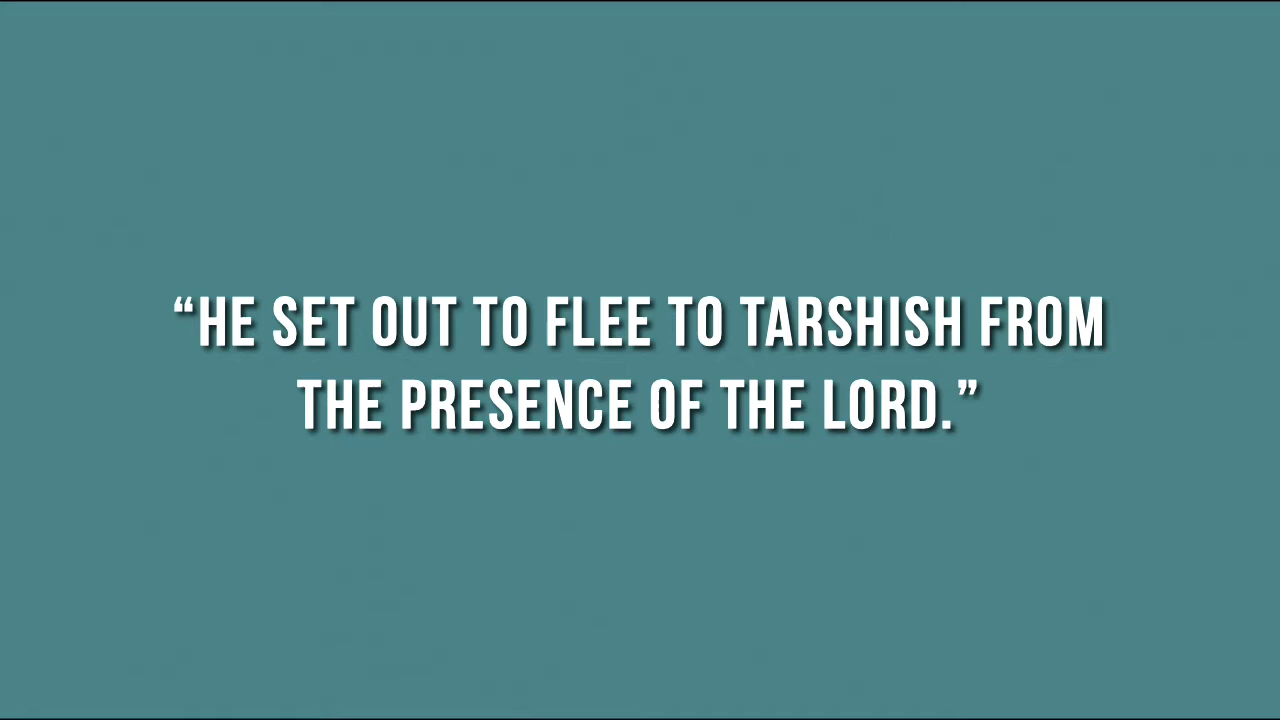 “HE SET OUT TO FLEE TO TARSHISH FROM
THE PRESENCE OF THE LORD.”